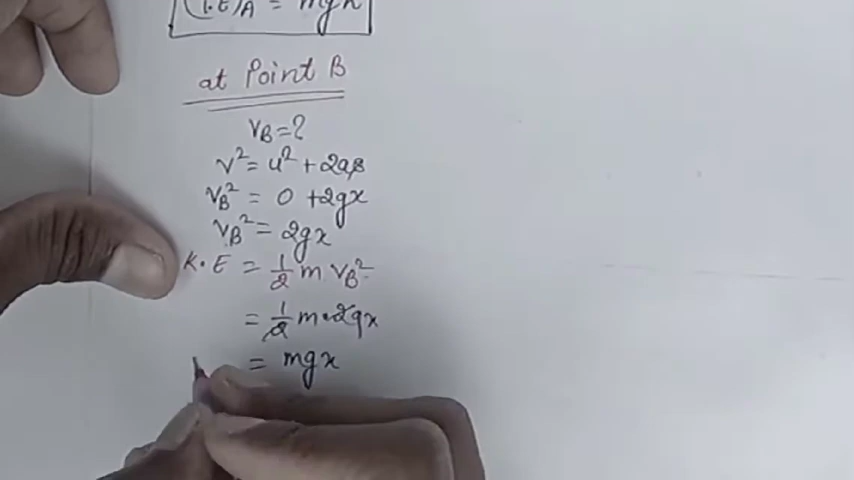 (T.E)A = mgh
at Point B
VB = ?
v² = u² + 2as
VB² = 0 + 2gx
VB² = 2gx
K.E = 1/2 m VB²
= 1/2 m · 2gx
= mgx